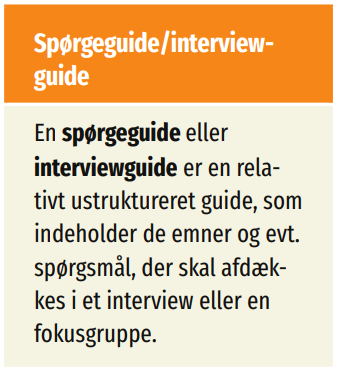 Spørgeguide/interview-
guide
En spørgeguide eller
interviewguide er en rela-
tivt ustruktureret guide, som
indeholder de emner og evt.
spørgsmål, der skal afdæk-
kes i et interview eller en
fokusgruppe.